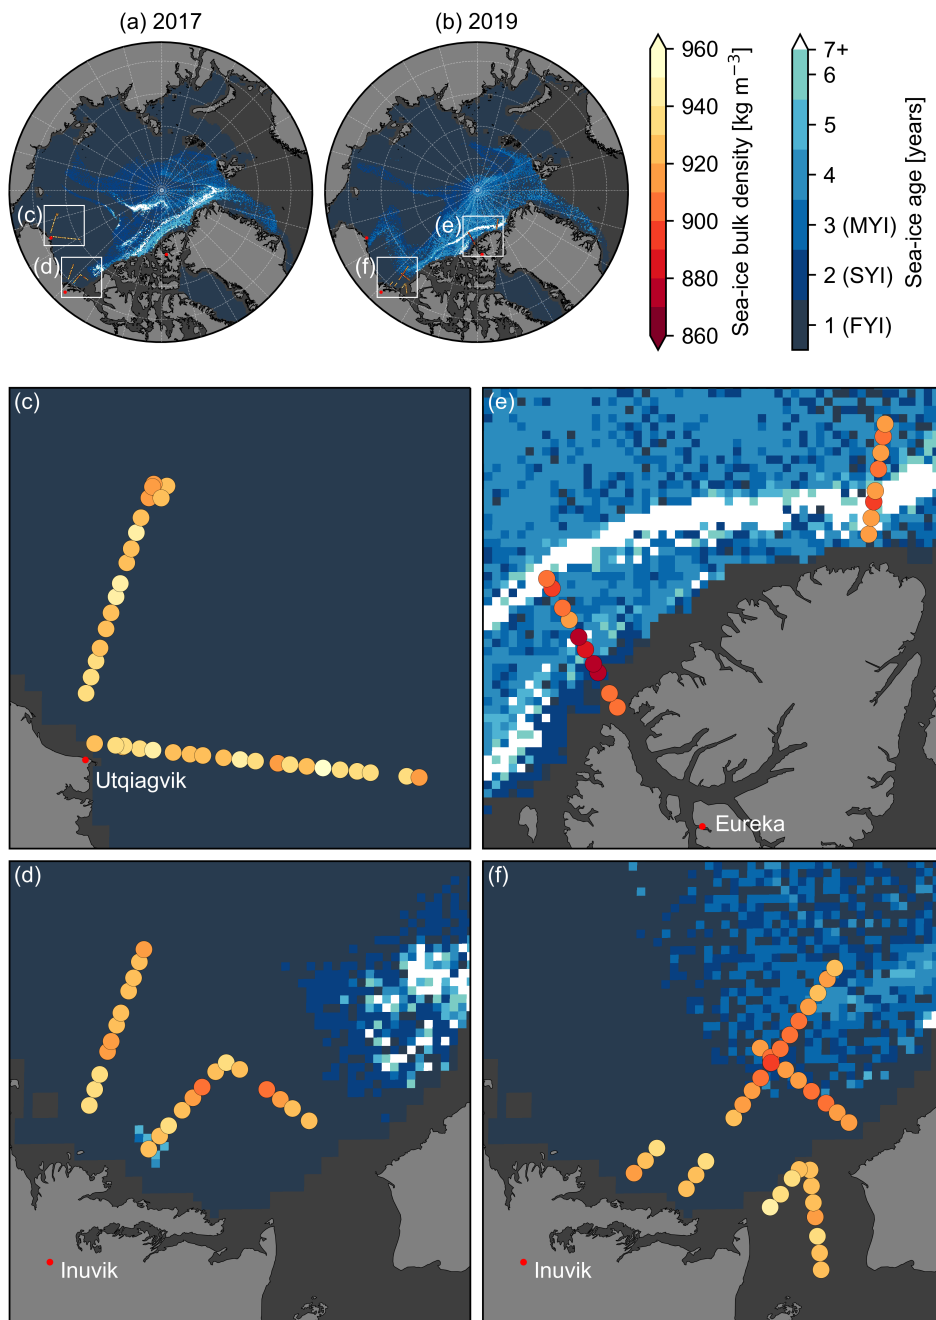 (a) 2017
(b) 2019
(c)
(d)
(e)
(f)
960
940
920
900
880
860
Sea-ice bulk density [kg m⁻³]
7+
6
5
4
3 (MYI)
2 (SYI)
1 (FYI)
Sea-ice age [years]
(c)
Utqiagvik
(e)
Eureka
(d)
Inuvik
(f)
Inuvik